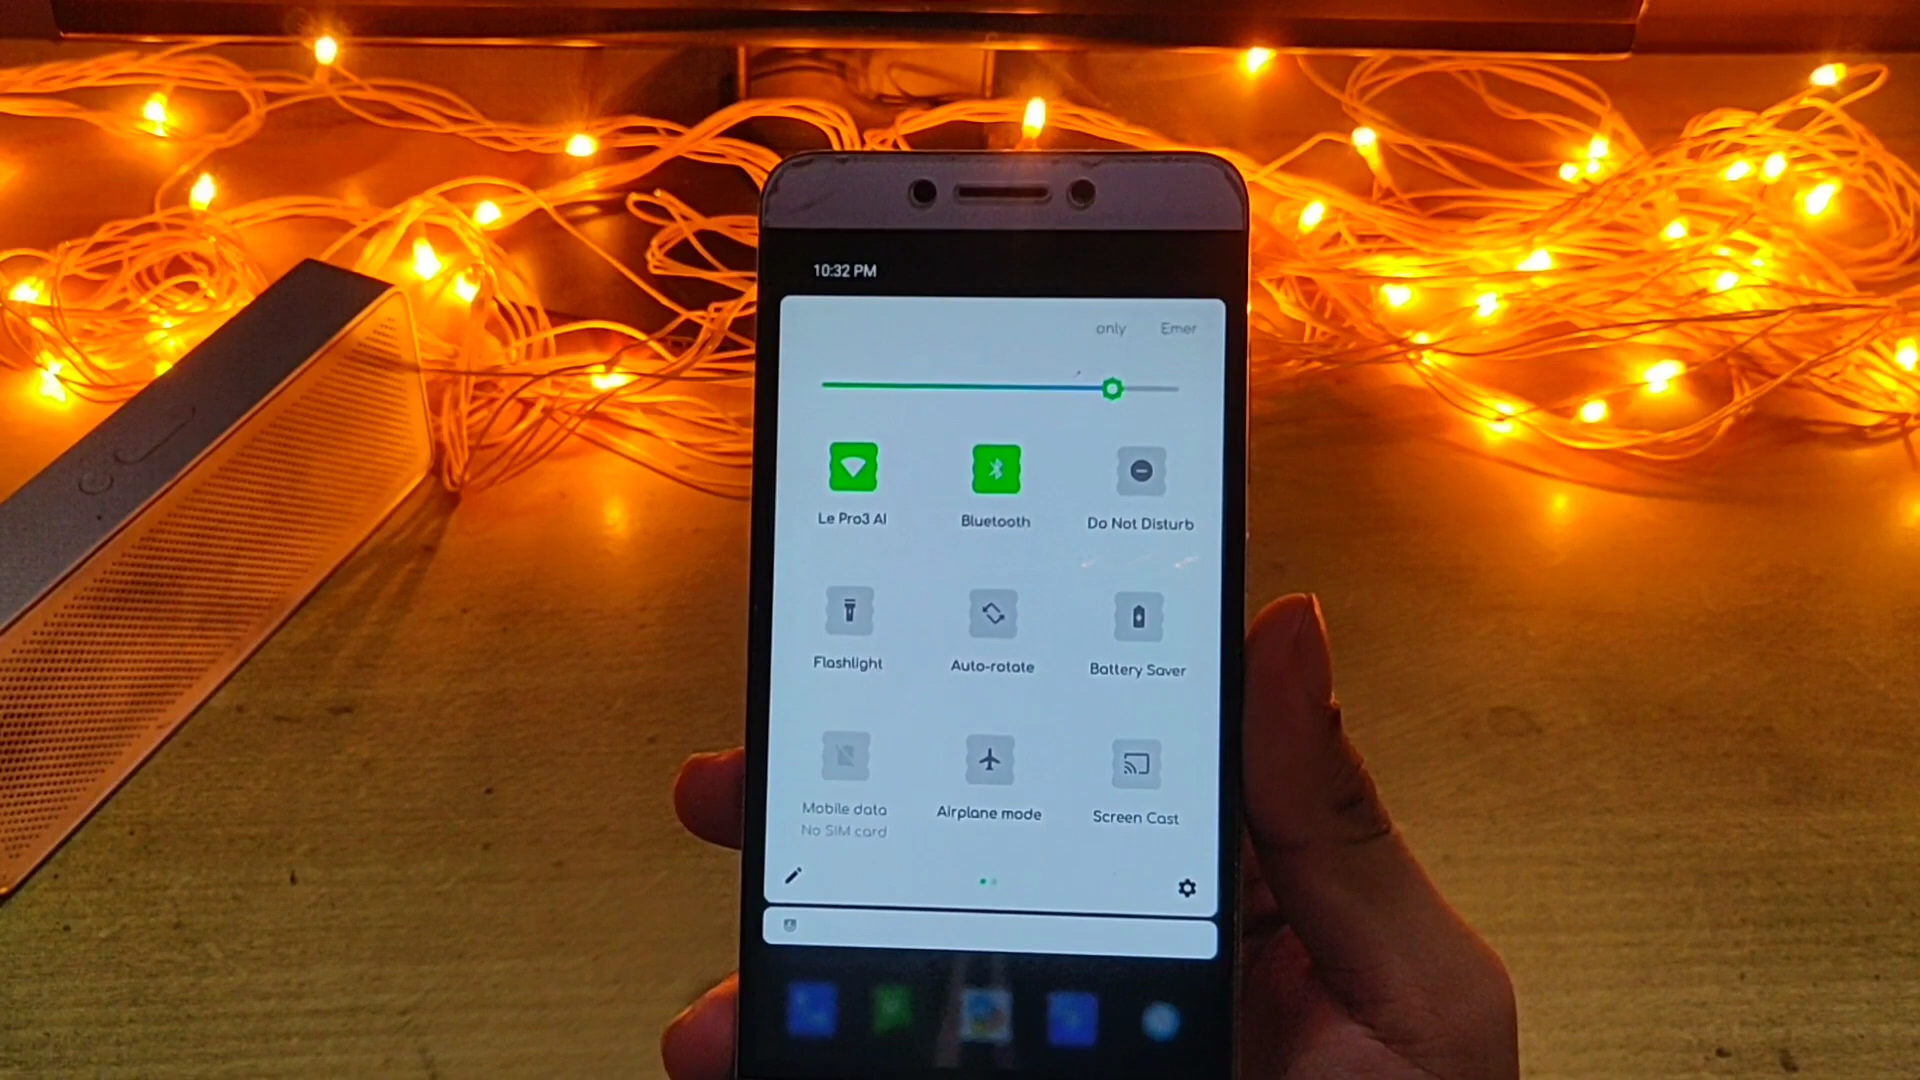 10:32 PM
only Emer
Le Pro3 AI
Bluetooth
Do Not Disturb
Flashlight
Auto-rotate
Battery Saver
Mobile data
No SIM card
Airplane mode
Screen Cast